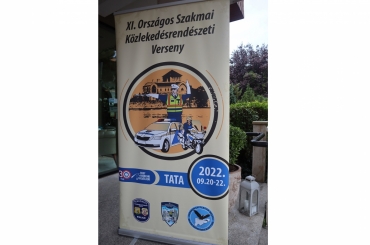 XI. Országos Szakmai
Közlekedésrendészeti
Verseny
TATA
2022.
09.20-22.